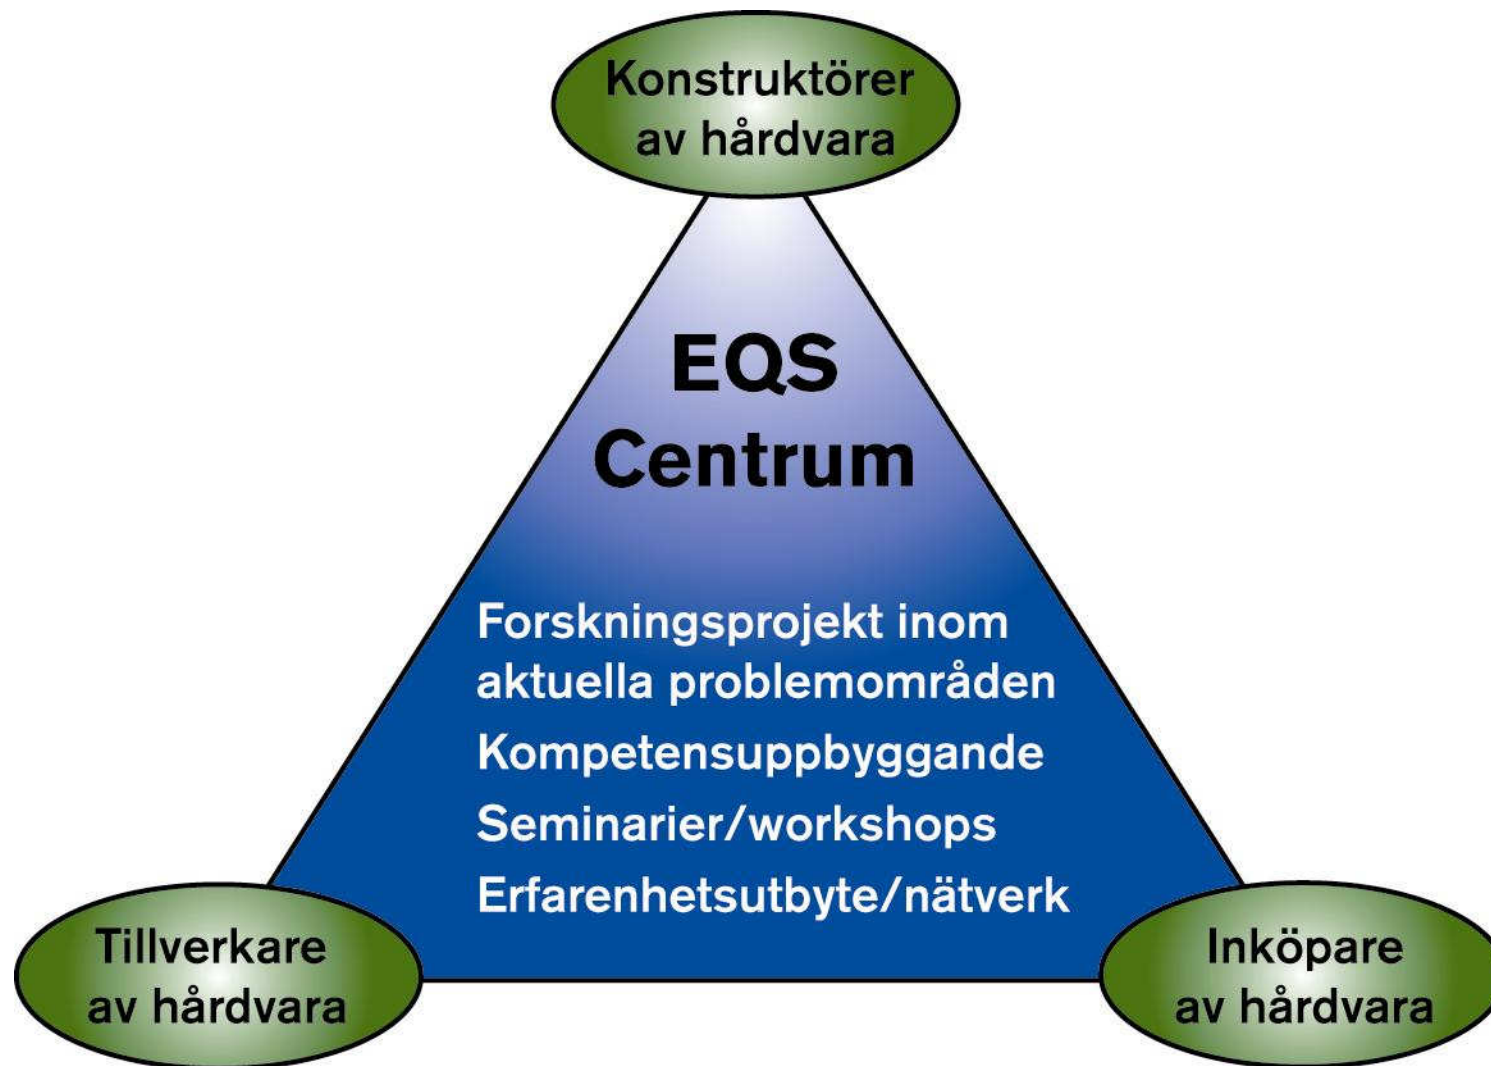 Konstruktörer
av hårdvara
EQS
Centrum
Forskningsprojekt inom
aktuella problemområden
Kompetensuppbyggande
Seminarier/workshops
Erfarenhetsutbyte/nätverk
Tillverkare
av hårdvara
Inköpare
av hårdvara